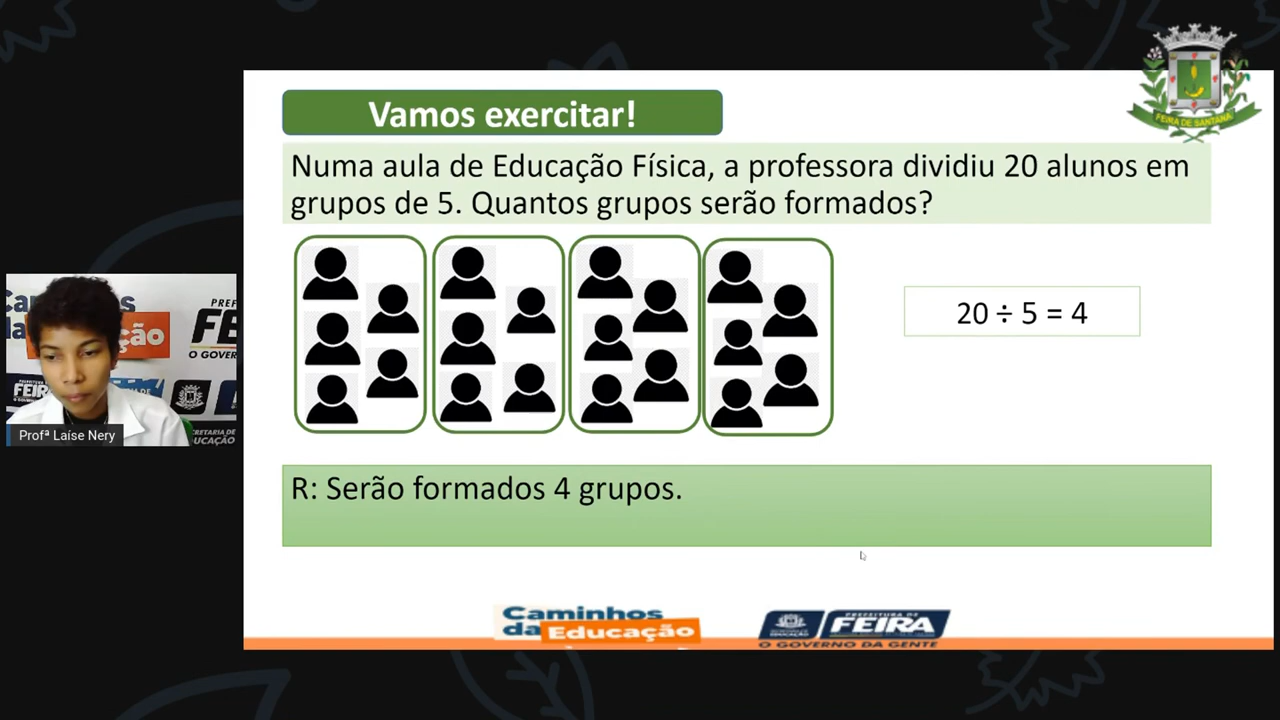 Vamos exercitar!
FEIRA DE SANTANA
Numa aula de Educação Física, a professora dividiu 20 alunos em
grupos de 5. Quantos grupos serão formados?
20 ÷ 5 = 4
R: Serão formados 4 grupos.
Profª Laíse Nery
Caminhos
da Educação
PREFEITURA DE
FEIRA
O GOVERNO DA GENTE